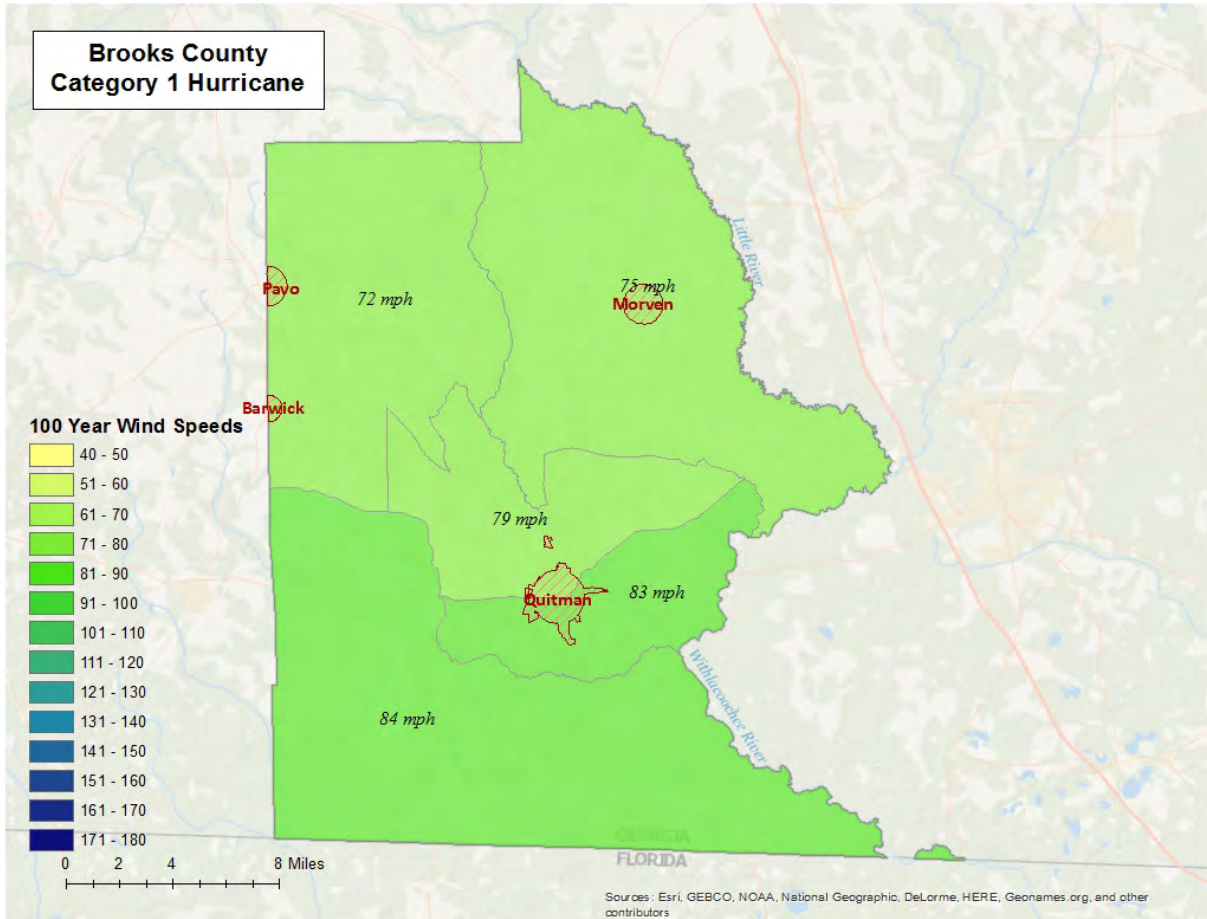 Brooks County
Category 1 Hurricane
Little River
75 mph
Morven
Pavo
72 mph
Barwick
100 Year Wind Speeds
40 - 50
51 - 60
61 - 70
71 - 80
81 - 90
91 - 100
101 - 110
111 - 120
121 - 130
131 - 140
141 - 150
151 - 160
161 - 170
171 - 180
79 mph
Quitman
83 mph
Withlacoochee River
84 mph
GEORGIA
FLORIDA
0 2 4 8 Miles
Sources: Esri, GEBCO, NOAA, National Geographic, DeLorme, HERE, Geonames.org, and other
contributors